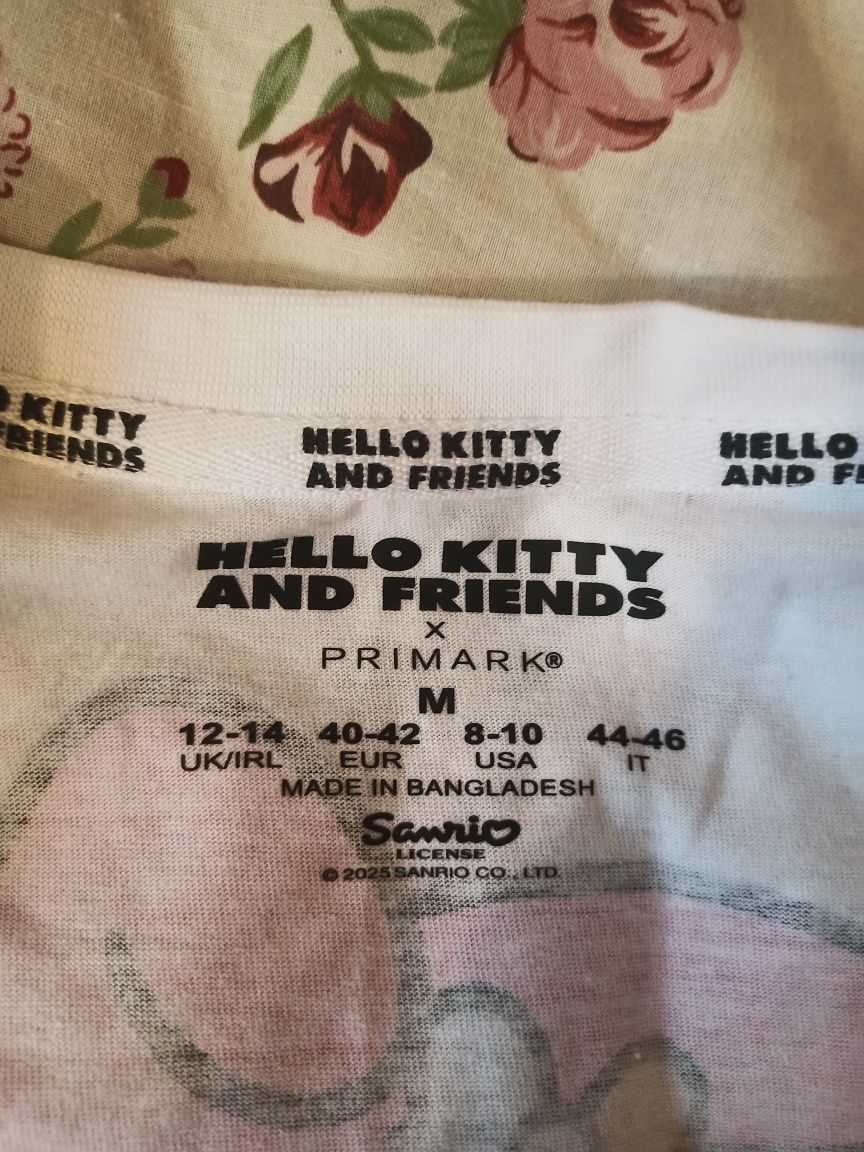 KITTY
FRIENDS
HELLO KITTY
AND FRIENDS
HELLO
AND
HELLO KITTY
AND FRIENDS
X
PRIMARK®
M
12-14 40-42 8-10 44-46
UK/IRL EUR USA IT
MADE IN BANGLADESH
Sanrio
LICENSE
© 2025 SANRIO CO., LTD.